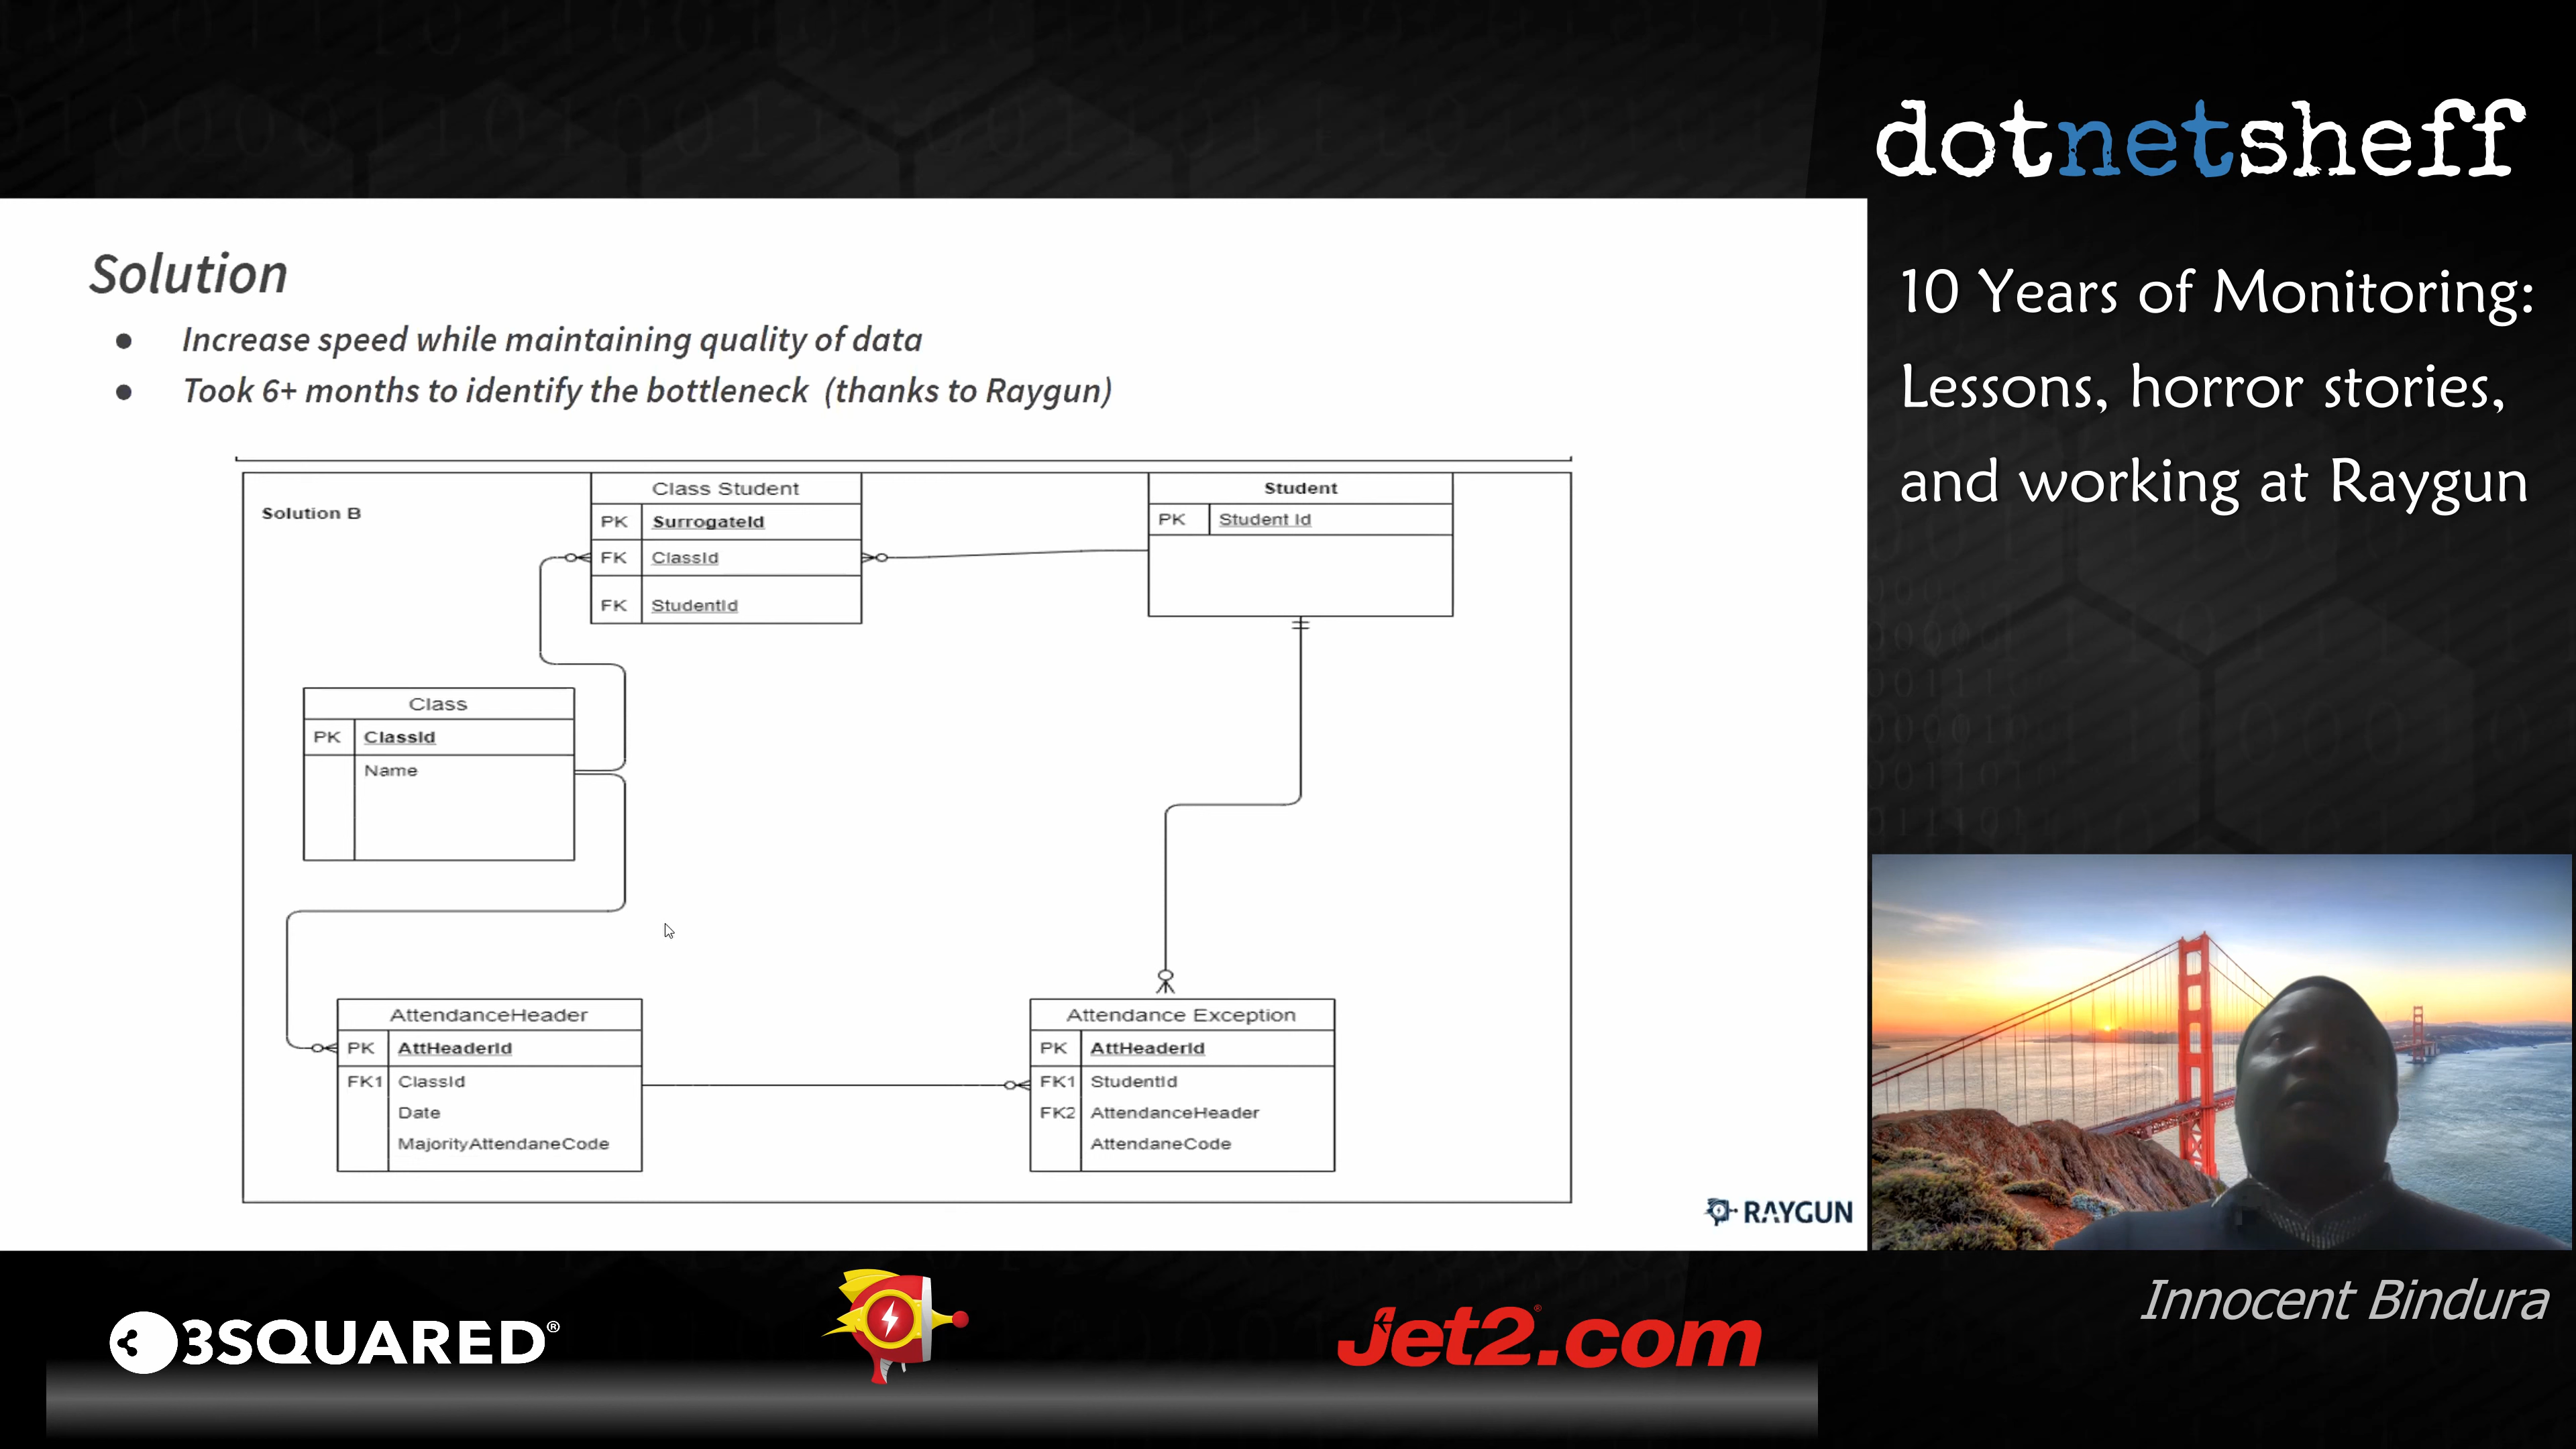 dotnetsheff
10 Years of Monitoring:
Lessons, horror stories,
and working at Raygun
Solution
● Increase speed while maintaining quality of data
● Took 6+ months to identify the bottleneck (thanks to Raygun)
Solution B
Class Student
PK SurrogateId
FK ClassId
FK StudentId
Student
PK Student Id
Class
PK ClassId
Name
AttendanceHeader
PK AttHeaderId
FK1 ClassId
Date
MajorityAttendaneCode
Attendance Exception
PK AttHeaderId
FK1 StudentId
FK2 AttendanceHeader
AttendaneCode
RAYGUN
Innocent Bindura
3SQUARED®
Jet2.com®